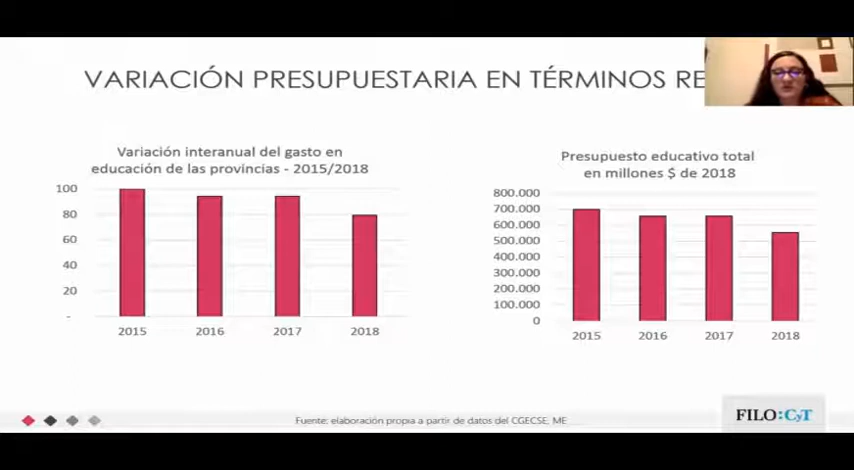 VARIACIÓN PRESUPUESTARIA EN TÉRMINOS RE
Variación interanual del gasto en
educación de las provincias - 2015/2018
100
80
60
40
20
-
2015 2016 2017 2018
Presupuesto educativo total
en millones $ de 2018
800.000
700.000
600.000
500.000
400.000
300.000
200.000
100.000
0
2015 2016 2017 2018
Fuente: elaboración propia a partir de datos del CGECSE, ME
FILO:CyT